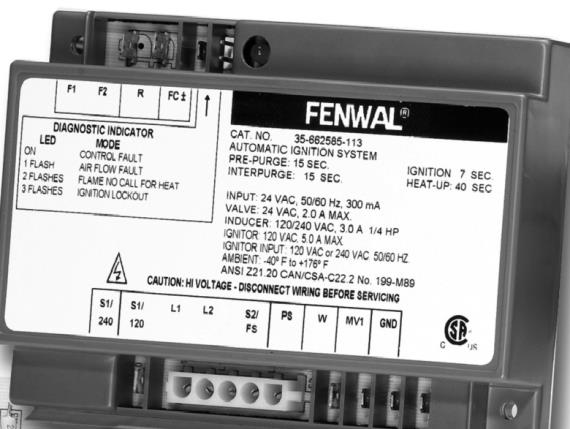 F1 F2 R FC ±
DIAGNOSTIC INDICATOR
LED MODE
ON CONTROL FAULT
1 FLASH AIR FLOW FAULT
2 FLASHES FLAME NO CALL FOR HEAT
3 FLASHES IGNITION LOCKOUT
FENWAL®
CAT. NO. 35-662585-113
AUTOMATIC IGNITION SYSTEM
PRE-PURGE: 15 SEC. IGNITION 7 SEC.
INTERPURGE: 15 SEC. HEAT-UP: 40 SEC
INPUT: 24 VAC, 50/60 Hz, 300 mA
VALVE: 24 VAC, 2.0 A MAX.
INDUCER: 120/240 VAC, 3.0 A 1/4 HP
IGNITOR: 120 VAC, 5.0 A MAX.
IGNITOR INPUT: 120 VAC or 240 VAC 50/60 HZ.
AMBIENT: -40° F to +176° F
ANSI Z21.20 CAN/CSA-C22.2 No. 199-M89
CAUTION: HI VOLTAGE - DISCONNECT WIRING BEFORE SERVICING
S1/ 240 S1/ 120 L1 L2 S2/ FS PS W MV1 GND
C US